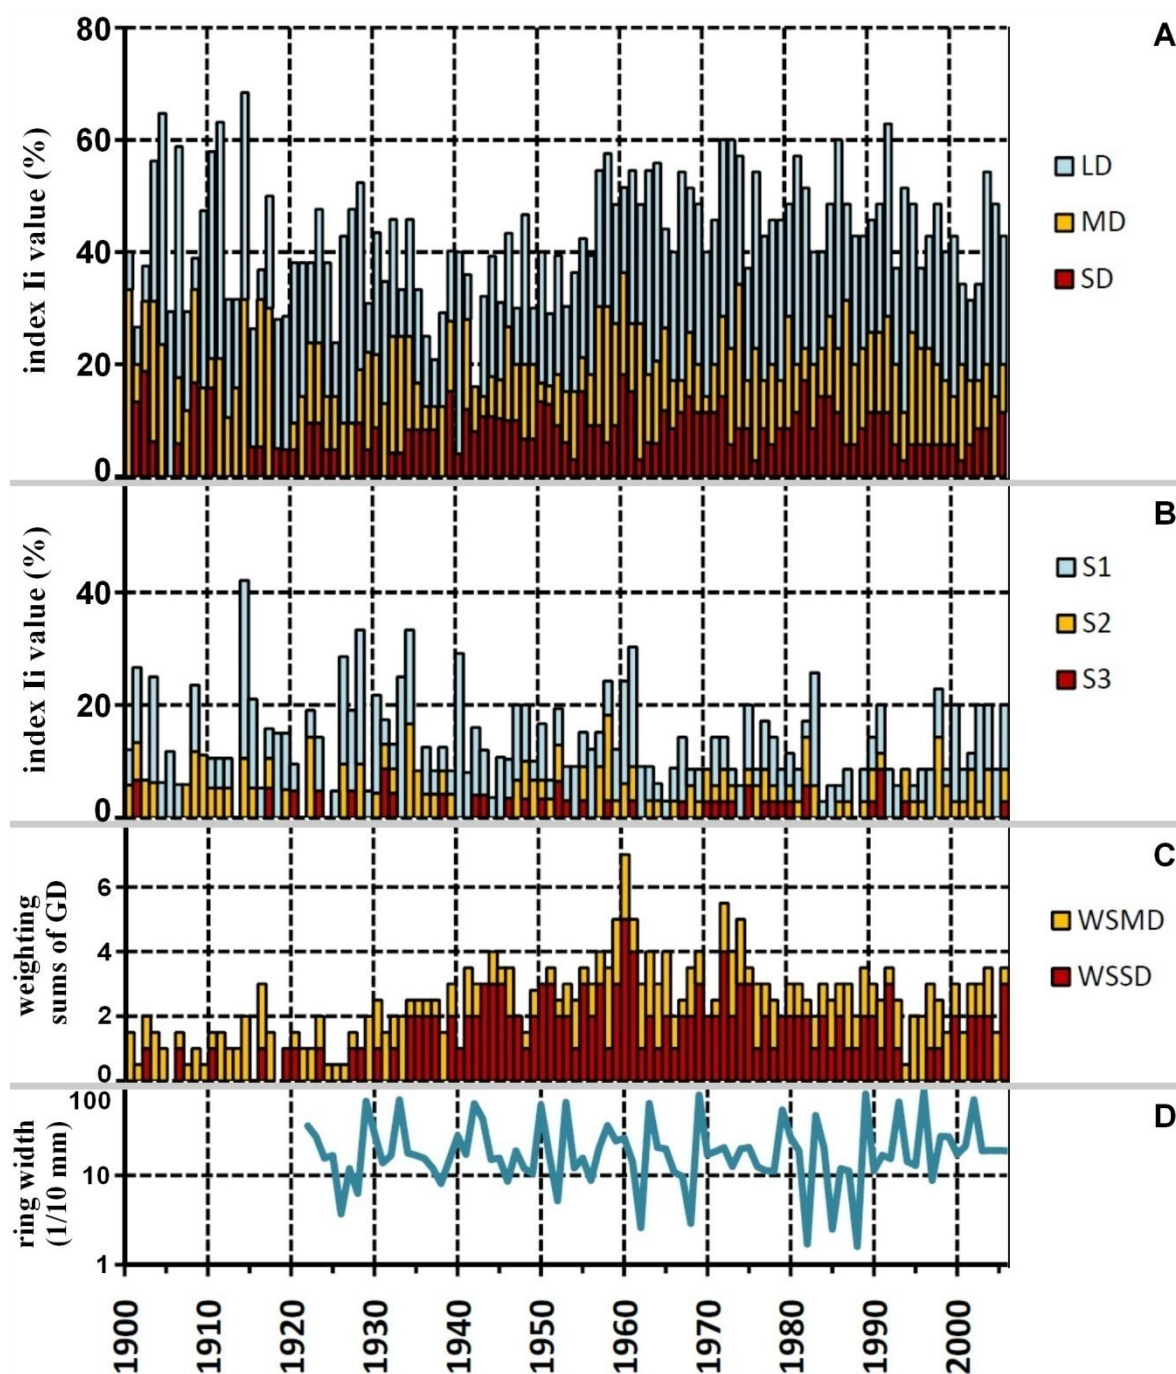 A
index Ii value (%)
80
60
40
20
0
LD
MD
SD
B
index Ii value (%)
40
20
0
S1
S2
S3
C
weighting
sums of GD
6
4
2
0
WSMD
WSSD
D
ring width
(1/10 mm)
100
10
1
1900 1910 1920 1930 1940 1950 1960 1970 1980 1990 2000